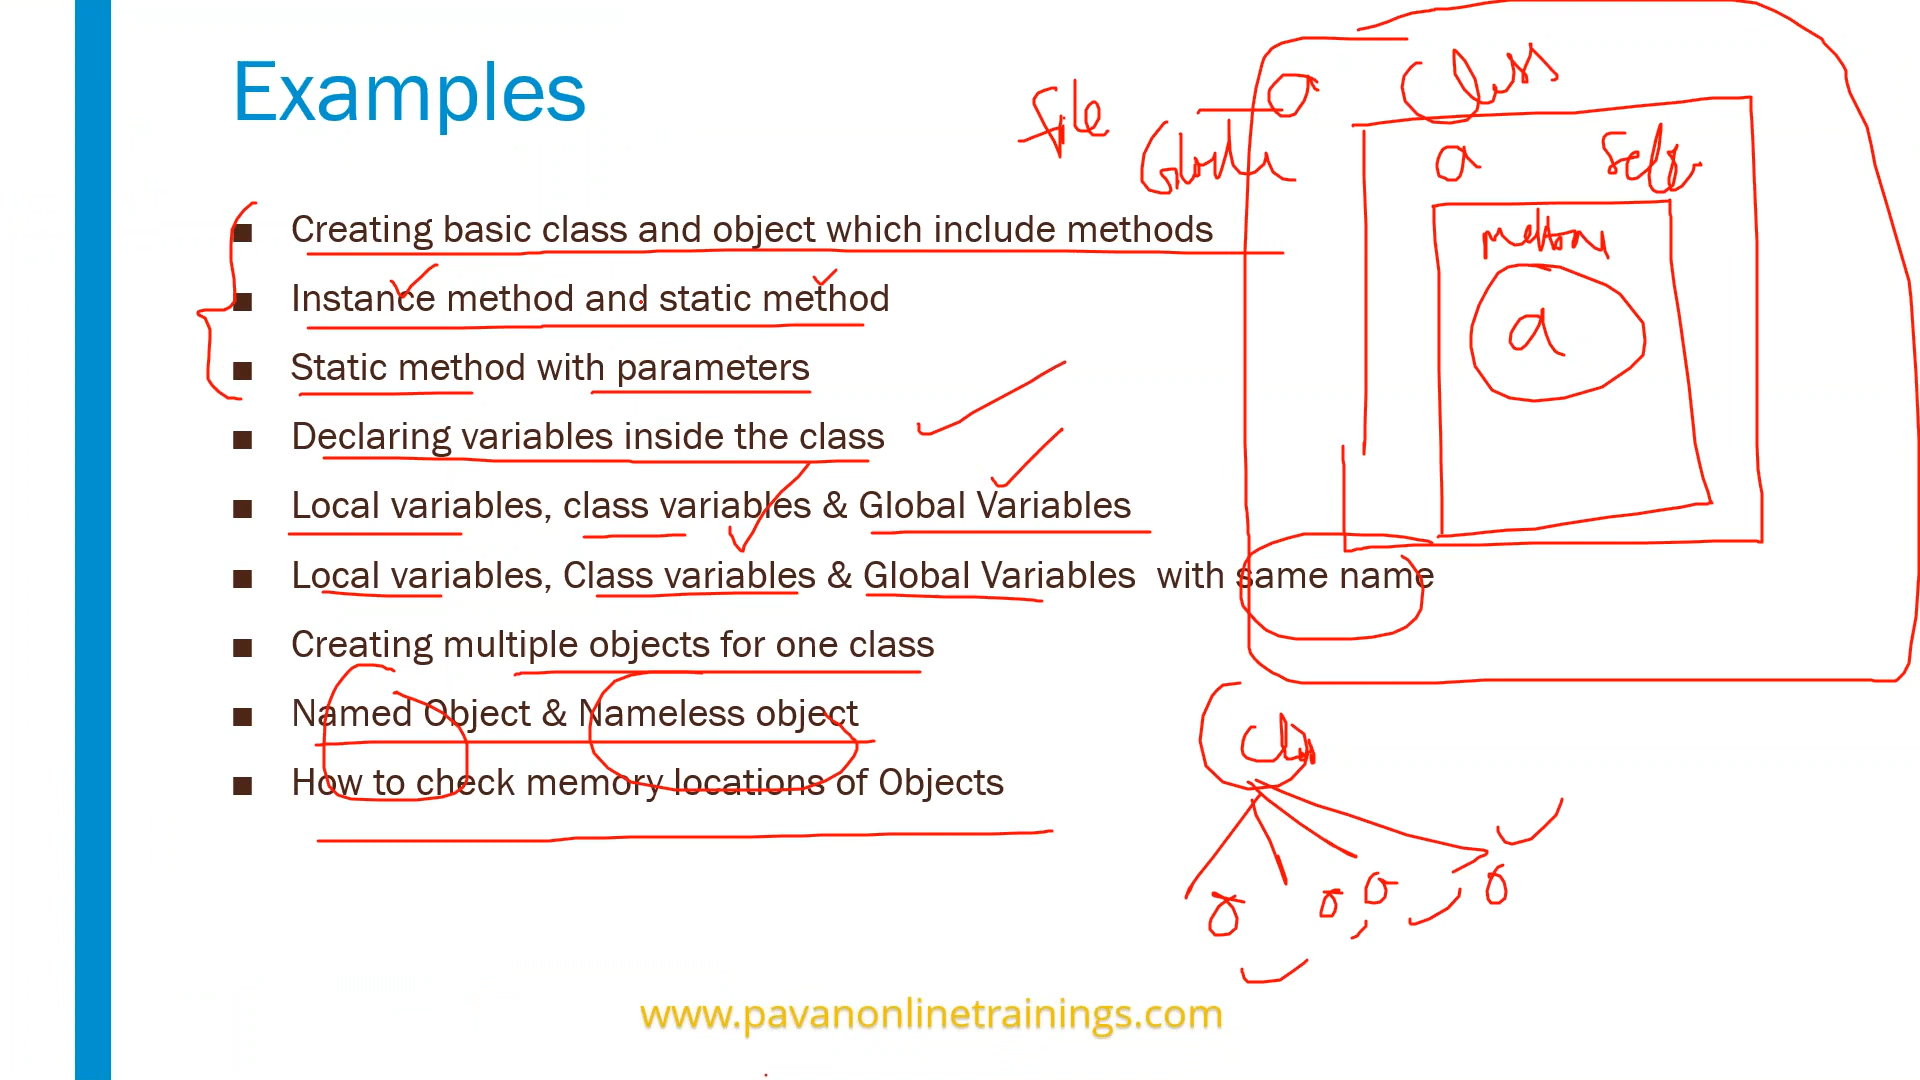 Examples
■ Creating basic class and object which include methods
■ Instance method and static method
■ Static method with parameters
■ Declaring variables inside the class
■ Local variables, class variables & Global Variables
■ Local variables, Class variables & Global Variables with same name
■ Creating multiple objects for one class
■ Named Object & Nameless object
■ How to check memory locations of Objects
www.pavanonlinetrainings.com
file
a
Class
a
Self
a